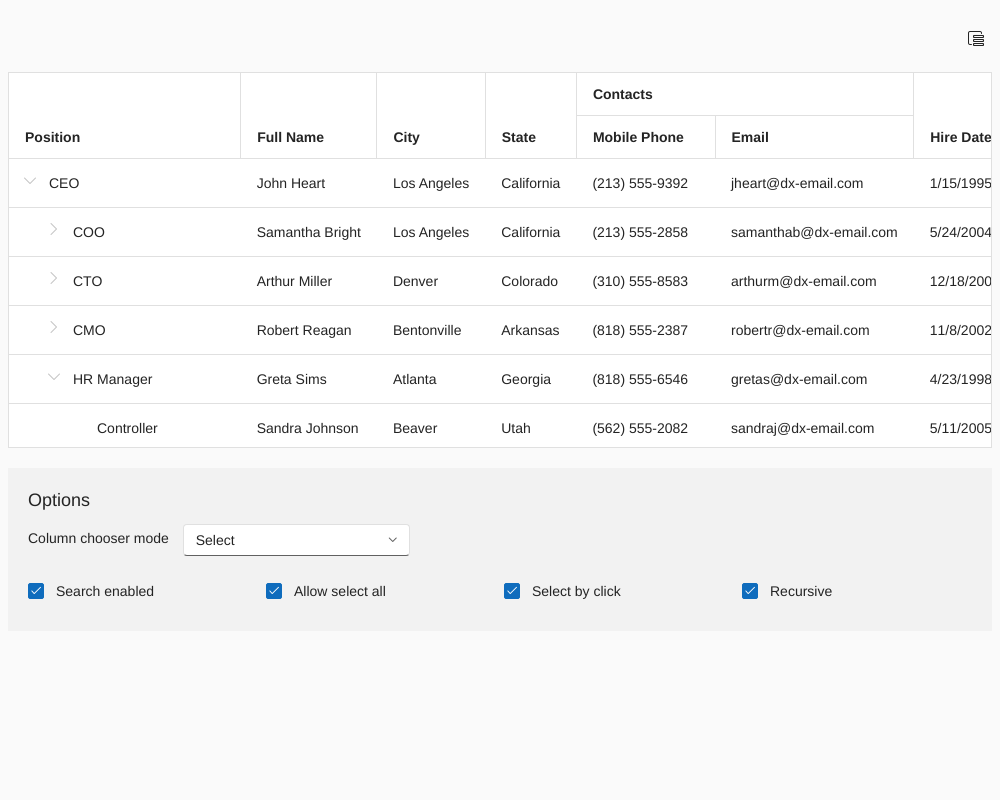 Contacts
Position Full Name City State Mobile Phone Email Hire Date
CEO John Heart Los Angeles California (213) 555-9392 jheart@dx-email.com 1/15/1995
COO Samantha Bright Los Angeles California (213) 555-2858 samanthab@dx-email.com 5/24/2004
CTO Arthur Miller Denver Colorado (310) 555-8583 arthurm@dx-email.com 12/18/200
CMO Robert Reagan Bentonville Arkansas (818) 555-2387 robertr@dx-email.com 11/8/2002
HR Manager Greta Sims Atlanta Georgia (818) 555-6546 gretas@dx-email.com 4/23/1998
Controller Sandra Johnson Beaver Utah (562) 555-2082 sandraj@dx-email.com 5/11/2005
Options
Column chooser mode Select
Search enabled Allow select all Select by click Recursive